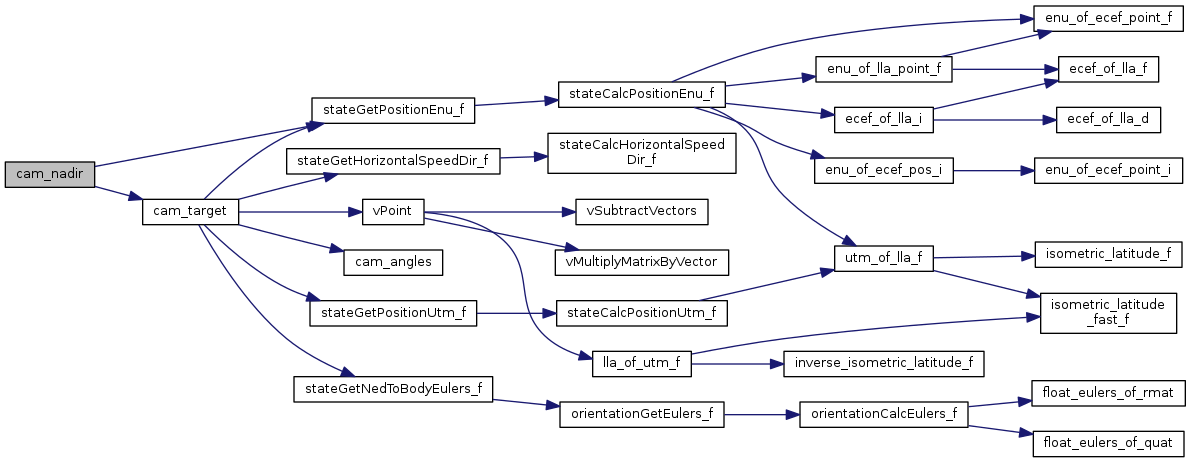 cam_nadir
cam_target
stateGetPositionEnu_f
stateGetHorizontalSpeedDir_f
vPoint
cam_angles
stateGetPositionUtm_f
stateGetNedToBodyEulers_f
stateCalcPositionEnu_f
stateCalcHorizontalSpeed
Dir_f
vSubtractVectors
vMultiplyMatrixByVector
stateCalcPositionUtm_f
lla_of_utm_f
orientationGetEulers_f
enu_of_lla_point_f
ecef_of_lla_i
enu_of_ecef_pos_i
utm_of_lla_f
inverse_isometric_latitude_f
orientationCalcEulers_f
enu_of_ecef_point_f
ecef_of_lla_f
ecef_of_lla_d
enu_of_ecef_point_i
isometric_latitude_f
isometric_latitude
_fast_f
float_eulers_of_rmat
float_eulers_of_quat